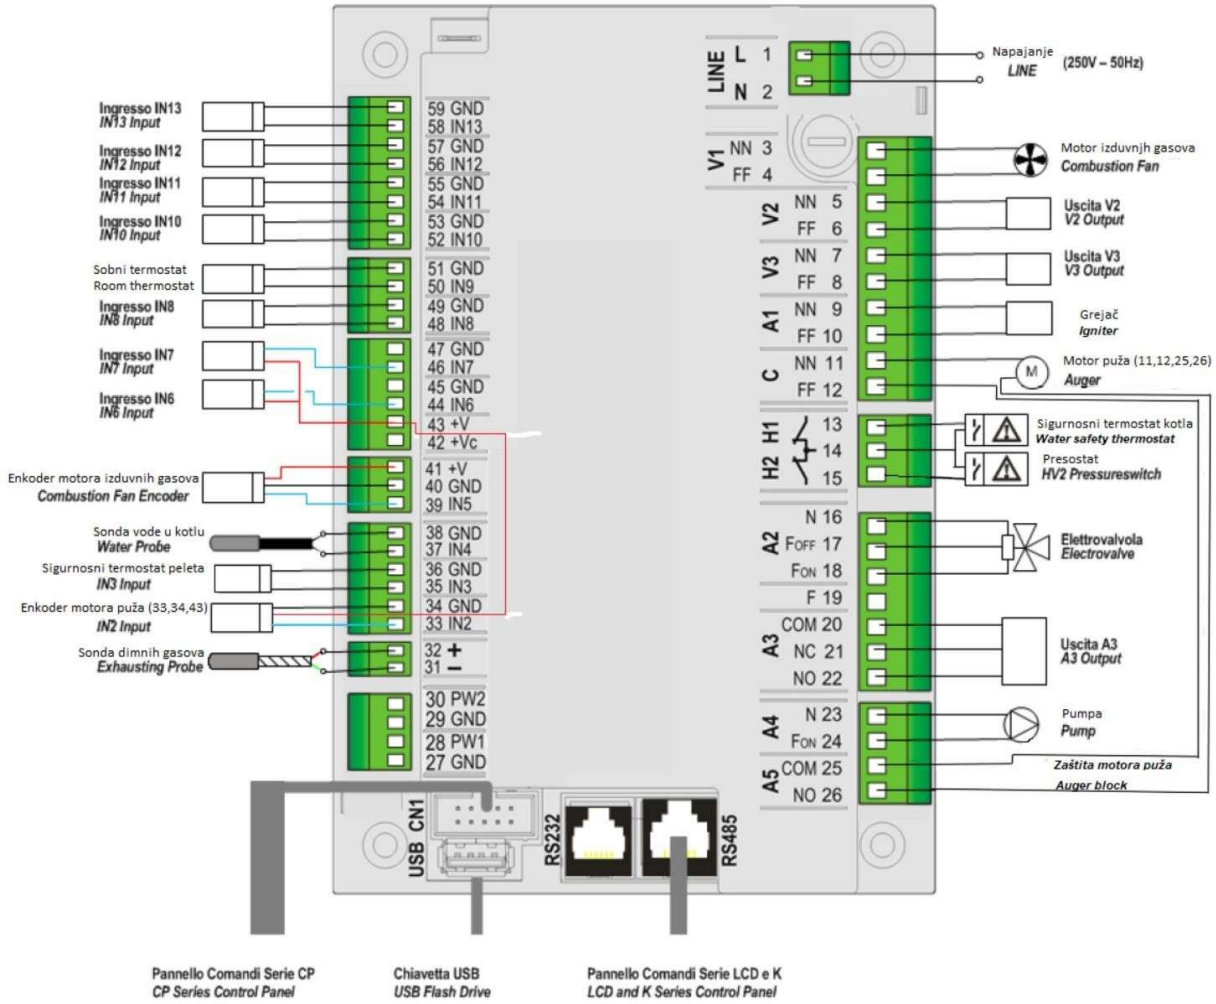 Ingresso IN13
IN13 Input
Ingresso IN12
IN12 Input
Ingresso IN11
IN11 Input
Ingresso IN10
IN10 Input
Sobni termostat
Room thermostat
Ingresso IN8
IN8 Input
Ingresso IN7
IN7 Input
Ingresso IN6
IN6 Input
Enkoder motora izduvnih gasova
Combustion Fan Encoder
Sonda vode u kotlu
Water Probe
Sigurnosni termostat peleta
IN3 Input
Enkoder motora puža (33,34,43)
IN2 Input
Sonda dimnih gasova
Exhausting Probe
59 GND
58 IN13
57 GND
56 IN12
55 GND
54 IN11
53 GND
52 IN10
51 GND
50 IN9
49 GND
48 IN8
47 GND
46 IN7
45 GND
44 IN6
43 +V
42 +Vc
41 +V
40 GND
39 IN5
38 GND
37 IN4
36 GND
35 IN3
34 GND
33 IN2
32 +
31 –
30 PW2
29 GND
28 PW1
27 GND
LINE
L 1
N 2
V1
NN 3
FF 4
V2
NN 5
FF 6
V3
NN 7
FF 8
A1
NN 9
FF 10
C
NN 11
FF 12
H1
H2
13
14
15
A2
N 16
FOFF 17
FON 18
F 19
A3
COM 20
NC 21
NO 22
A4
N 23
FON 24
A5
COM 25
NO 26
Napajanje
LINE
(250V – 50Hz)
Motor izduvnjh gasova
Combustion Fan
Uscita V2
V2 Output
Uscita V3
V3 Output
Grejač
Igniter
M
Motor puža (11,12,25,26)
Auger
Sigurnosni termostat kotla
Water safety thermostat
Presostat
HV2 Pressureswitch
Elettrovalvola
Electrovalve
Uscita A3
A3 Output
Pumpa
Pump
Zaštita motora puža
Auger block
USB
CN1
RS232
RS485
Pannello Comandi Serie CP
CP Series Control Panel
Chiavetta USB
USB Flash Drive
Pannello Comandi Serie LCD e K
LCD and K Series Control Panel